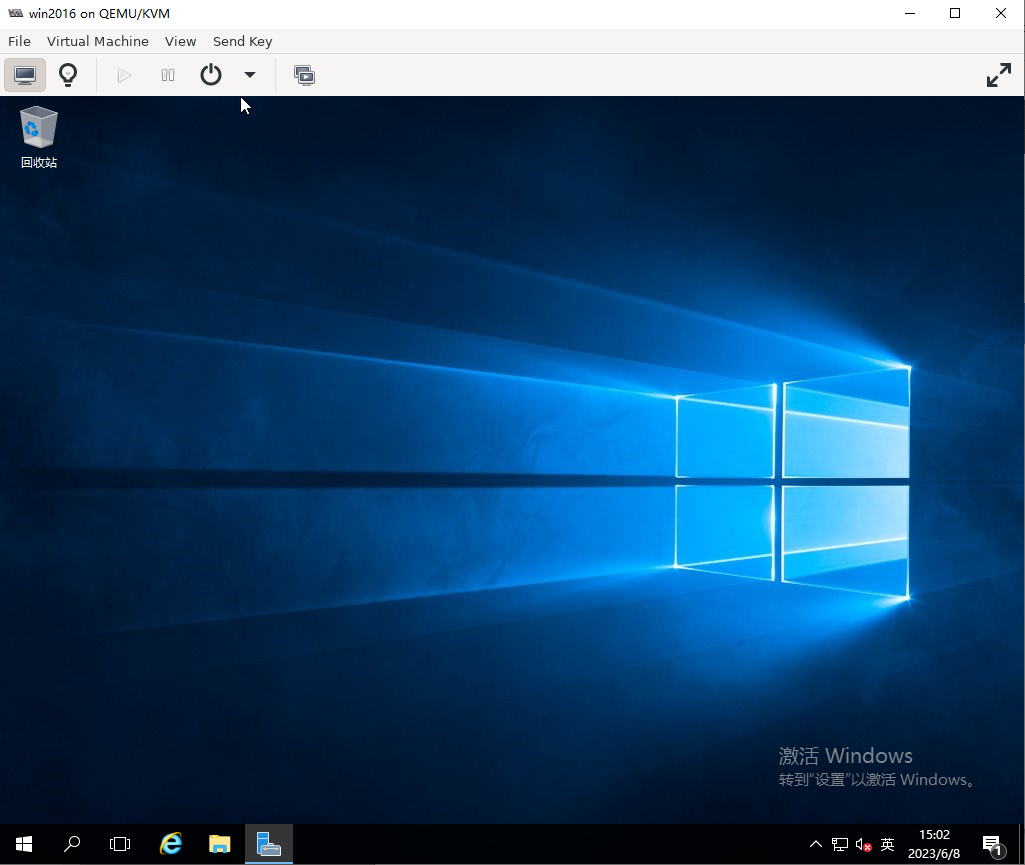 win2016 on QEMU/KVM
File Virtual Machine View Send Key
回收站
激活 Windows
转到“设置”以激活 Windows。
英
15:02
2023/6/8
1